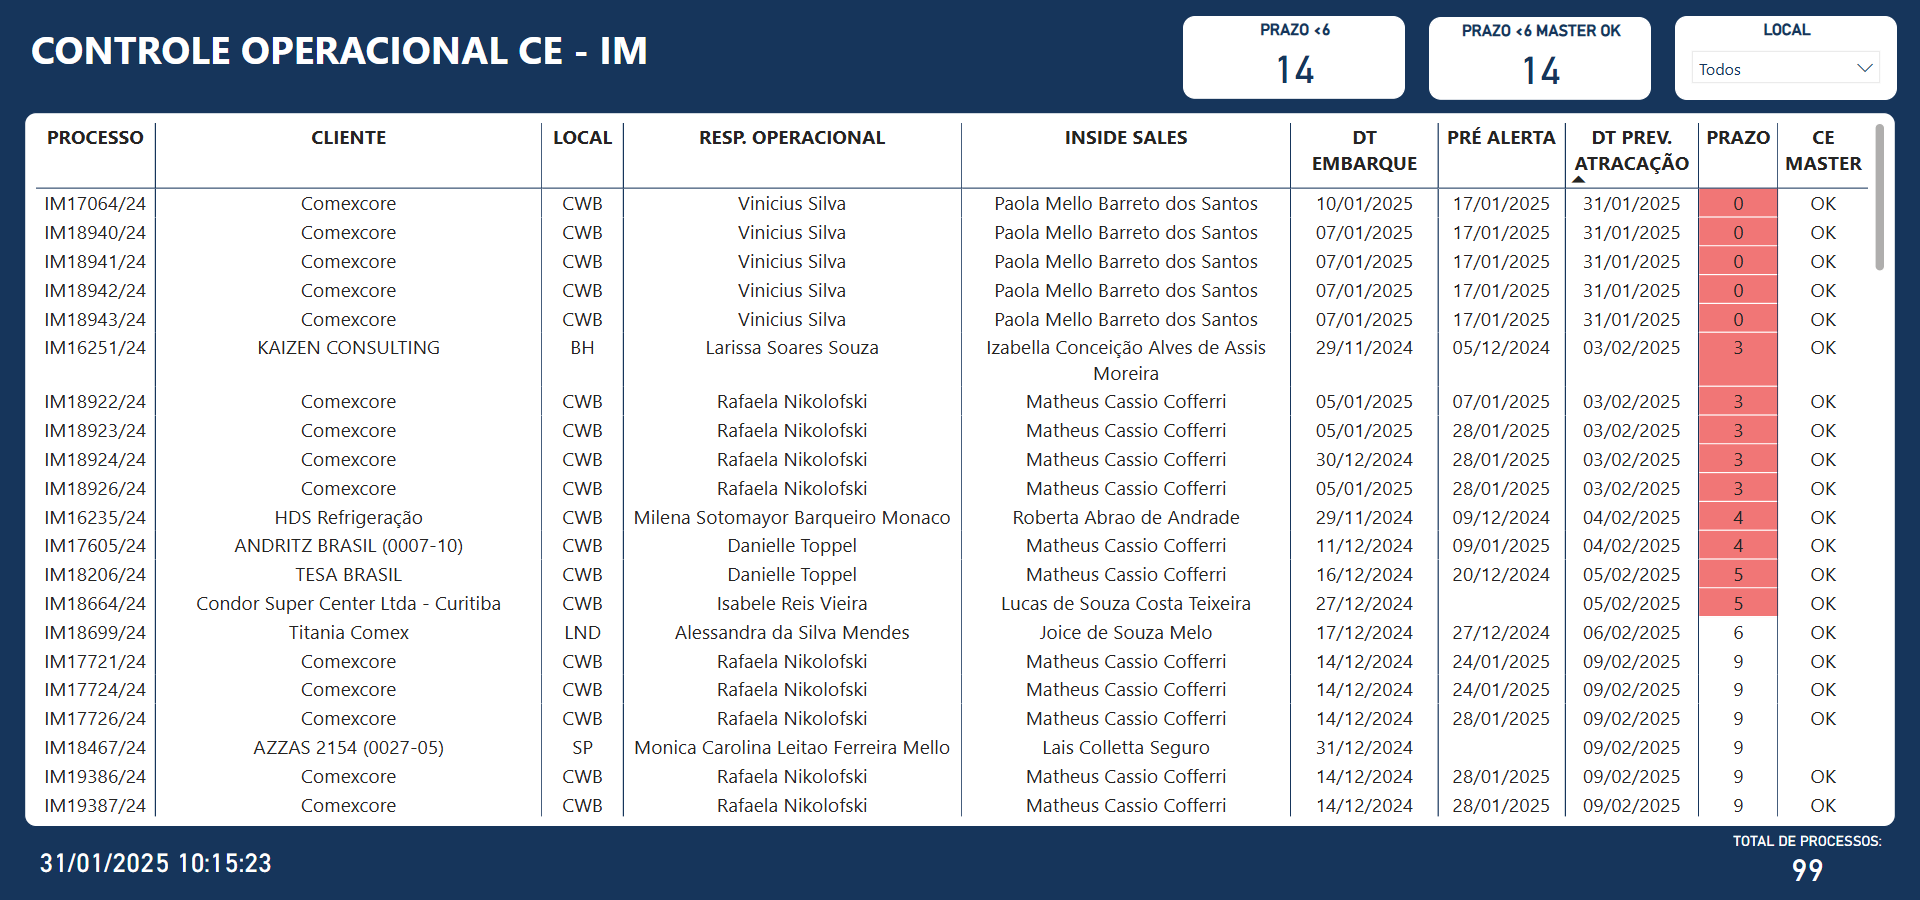 CONTROLE OPERACIONAL CE - IM
PRAZO <6
14
PRAZO <6 MASTER OK
14
LOCAL
Todos
PROCESSO CLIENTE LOCAL RESP. OPERACIONAL INSIDE SALES DT EMBARQUE PRÉ ALERTA DT PREV. ATRACAÇÃO PRAZO CE MASTER
IM17064/24 Comexcore CWB Vinicius Silva Paola Mello Barreto dos Santos 10/01/2025 17/01/2025 31/01/2025 0 OK
IM18940/24 Comexcore CWB Vinicius Silva Paola Mello Barreto dos Santos 07/01/2025 17/01/2025 31/01/2025 0 OK
IM18941/24 Comexcore CWB Vinicius Silva Paola Mello Barreto dos Santos 07/01/2025 17/01/2025 31/01/2025 0 OK
IM18942/24 Comexcore CWB Vinicius Silva Paola Mello Barreto dos Santos 07/01/2025 17/01/2025 31/01/2025 0 OK
IM18943/24 Comexcore CWB Vinicius Silva Paola Mello Barreto dos Santos 07/01/2025 17/01/2025 31/01/2025 0 OK
IM16251/24 KAIZEN CONSULTING BH Larissa Soares Souza Izabella Conceição Alves de Assis Moreira 29/11/2024 05/12/2024 03/02/2025 3 OK
IM18922/24 Comexcore CWB Rafaela Nikolofski Matheus Cassio Cofferri 05/01/2025 07/01/2025 03/02/2025 3 OK
IM18923/24 Comexcore CWB Rafaela Nikolofski Matheus Cassio Cofferri 05/01/2025 28/01/2025 03/02/2025 3 OK
IM18924/24 Comexcore CWB Rafaela Nikolofski Matheus Cassio Cofferri 30/12/2024 28/01/2025 03/02/2025 3 OK
IM18926/24 Comexcore CWB Rafaela Nikolofski Matheus Cassio Cofferri 05/01/2025 28/01/2025 03/02/2025 3 OK
IM16235/24 HDS Refrigeração CWB Milena Sotomayor Barqueiro Monaco Roberta Abrao de Andrade 29/11/2024 09/12/2024 04/02/2025 4 OK
IM17605/24 ANDRITZ BRASIL (0007-10) CWB Danielle Toppel Matheus Cassio Cofferri 11/12/2024 09/01/2025 04/02/2025 4 OK
IM18206/24 TESA BRASIL CWB Danielle Toppel Matheus Cassio Cofferri 16/12/2024 20/12/2024 05/02/2025 5 OK
IM18664/24 Condor Super Center Ltda - Curitiba CWB Isabele Reis Vieira Lucas de Souza Costa Teixeira 27/12/2024 05/02/2025 5 OK
IM18699/24 Titania Comex LND Alessandra da Silva Mendes Joice de Souza Melo 17/12/2024 27/12/2024 06/02/2025 6 OK
IM17721/24 Comexcore CWB Rafaela Nikolofski Matheus Cassio Cofferri 14/12/2024 24/01/2025 09/02/2025 9 OK
IM17724/24 Comexcore CWB Rafaela Nikolofski Matheus Cassio Cofferri 14/12/2024 24/01/2025 09/02/2025 9 OK
IM17726/24 Comexcore CWB Rafaela Nikolofski Matheus Cassio Cofferri 14/12/2024 28/01/2025 09/02/2025 9 OK
IM18467/24 AZZAS 2154 (0027-05) SP Monica Carolina Leitao Ferreira Mello Lais Colletta Seguro 31/12/2024 09/02/2025 9
IM19386/24 Comexcore CWB Rafaela Nikolofski Matheus Cassio Cofferri 14/12/2024 28/01/2025 09/02/2025 9 OK
IM19387/24 Comexcore CWB Rafaela Nikolofski Matheus Cassio Cofferri 14/12/2024 28/01/2025 09/02/2025 9 OK
31/01/2025 10:15:23
TOTAL DE PROCESSOS:
99